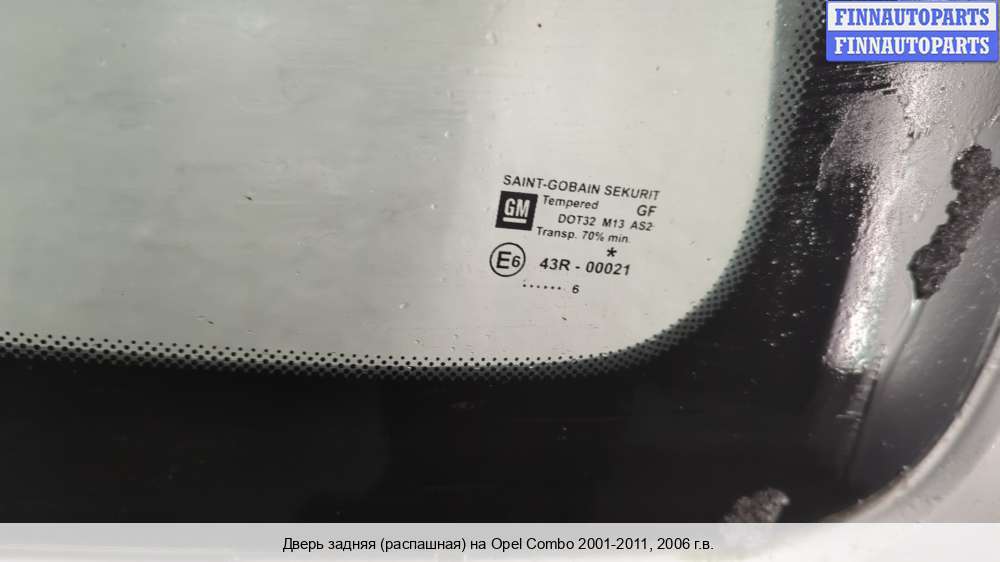 FINNAUTOPARTS
FINNAUTOPARTS
SAINT-GOBAIN SEKURIT
GM Tempered GF
DOT32 M13 AS2
Transp. 70% min.
*
E6 43R - 00021
...... 6
Дверь задняя (распашная) на Opel Combo 2001-2011, 2006 г.в.